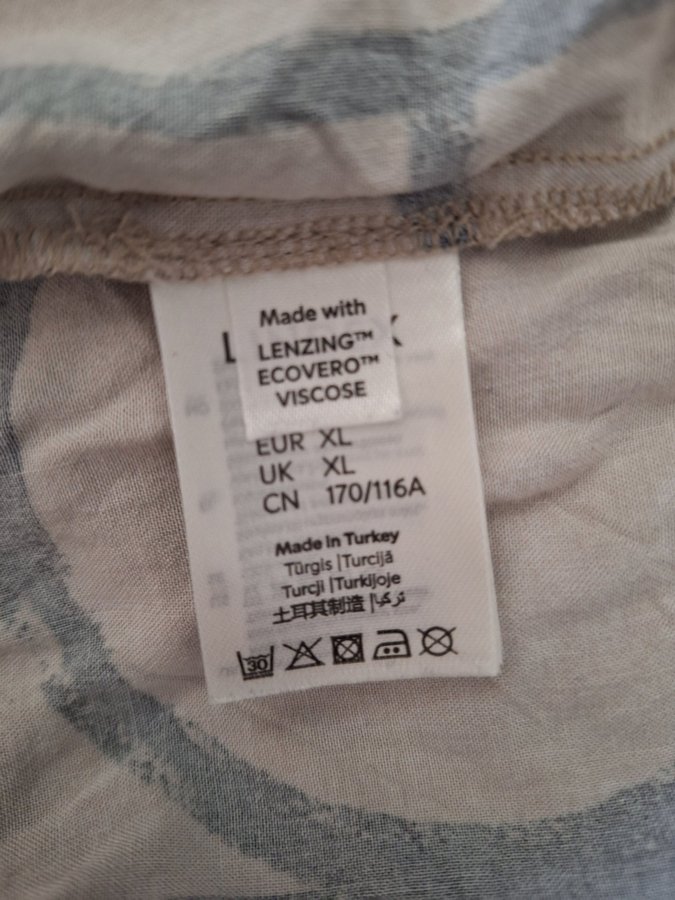 Made with
LENZING™
ECOVERO™
VISCOSE
EUR XL
UK XL
CN 170/116A
Made in Turkey
Türgis | Turcijā
Turcji | Turkijoje
土耳其制造 | تركيا
30